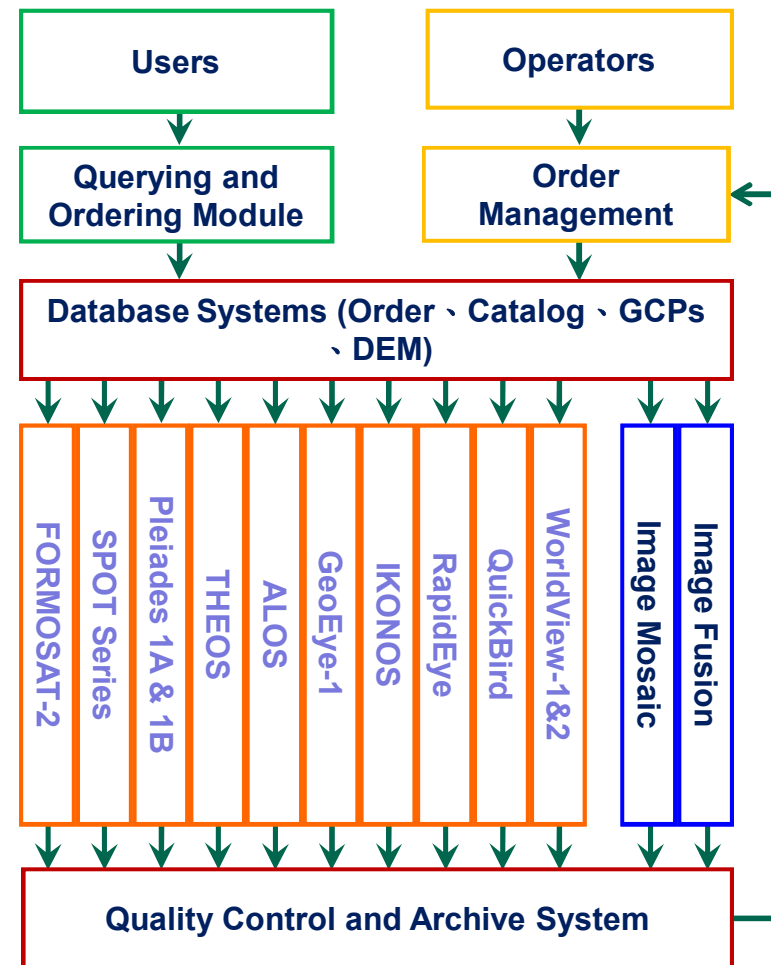 Users
Operators
Querying and
Ordering Module
Order
Management
Database Systems (Order、Catalog、GCPs
、DEM)
FORMOSAT-2
SPOT Series
Pleiades 1A & 1B
THEOS
ALOS
GeoEye-1
IKONOS
RapidEye
QuickBird
WorldView-1&2
Image Mosaic
Image Fusion
Quality Control and Archive System